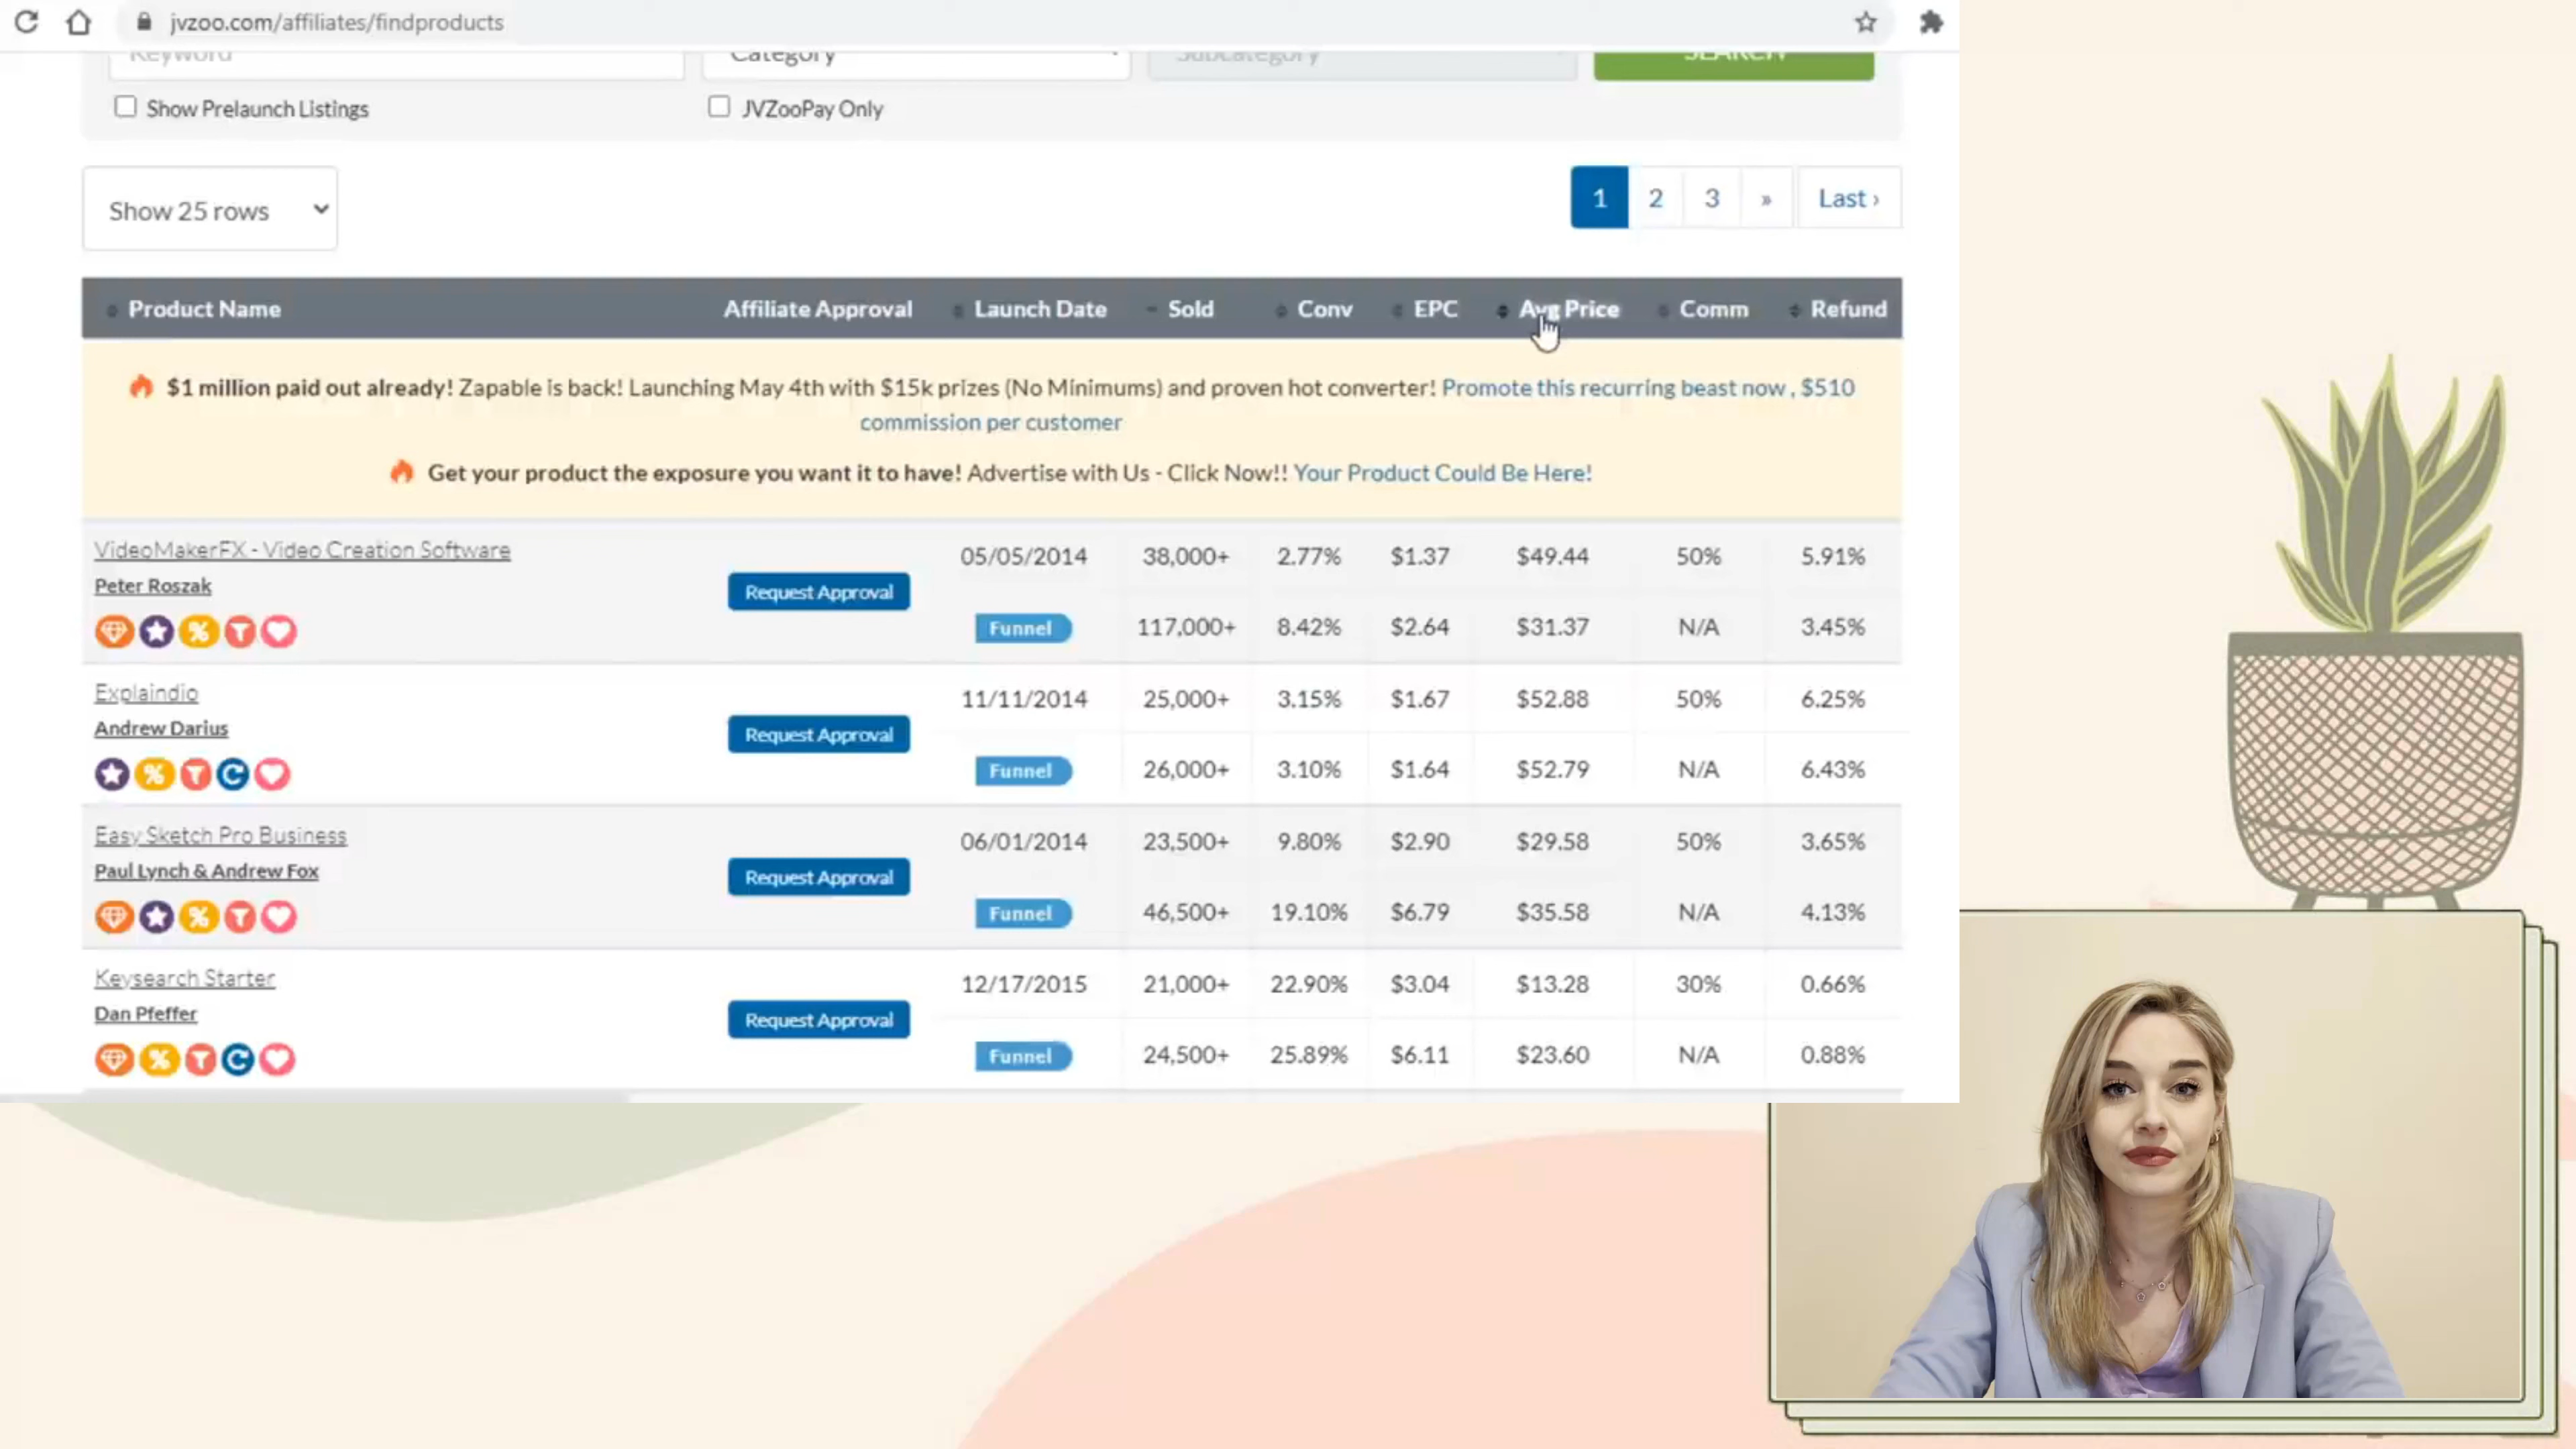 jvzoo.com/affiliates/findproducts
Keyword Category Subcategory SEARCH
Show Prelaunch Listings JVZooPay Only
Show 25 rows 1 2 3 » Last ›
Product Name Affiliate Approval Launch Date Sold Conv EPC Avg Price Comm Refund
$1 million paid out already! Zapable is back! Launching May 4th with $15k prizes (No Minimums) and proven hot converter! Promote this recurring beast now , $510
commission per customer
Get your product the exposure you want it to have! Advertise with Us - Click Now!! Your Product Could Be Here!
VideoMakerFX - Video Creation Software 05/05/2014 38,000+ 2.77% $1.37 $49.44 50% 5.91%
Peter Roszak Request Approval
% Funnel 117,000+ 8.42% $2.64 $31.37 N/A 3.45%
Explaindio 11/11/2014 25,000+ 3.15% $1.67 $52.88 50% 6.25%
Andrew Darius Request Approval
% Funnel 26,000+ 3.10% $1.64 $52.79 N/A 6.43%
Easy Sketch Pro Business 06/01/2014 23,500+ 9.80% $2.90 $29.58 50% 3.65%
Paul Lynch & Andrew Fox Request Approval
% Funnel 46,500+ 19.10% $6.79 $35.58 N/A 4.13%
Keysearch Starter 12/17/2015 21,000+ 22.90% $3.04 $13.28 30% 0.66%
Dan Pfeffer Request Approval
% Funnel 24,500+ 25.89% $6.11 $23.60 N/A 0.88%